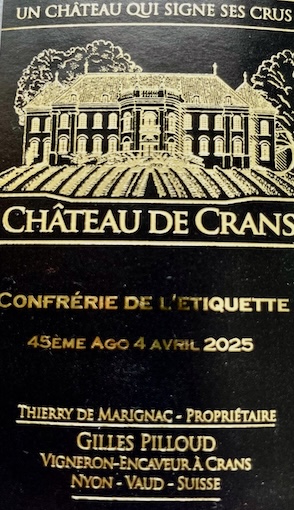 UN CHÂTEAU QUI SIGNE SES CRUS
CHÂTEAU DE CRANS
CONFRÉRIE DE L'ETIQUETTE
45ÈME AGO 4 AVRIL 2025
THIERRY DE MARIGNAC - PROPRIÉTAIRE
GILLES PILLOUD
VIGNERON-ENCAVEUR À CRANS
NYON - VAUD - SUISSE